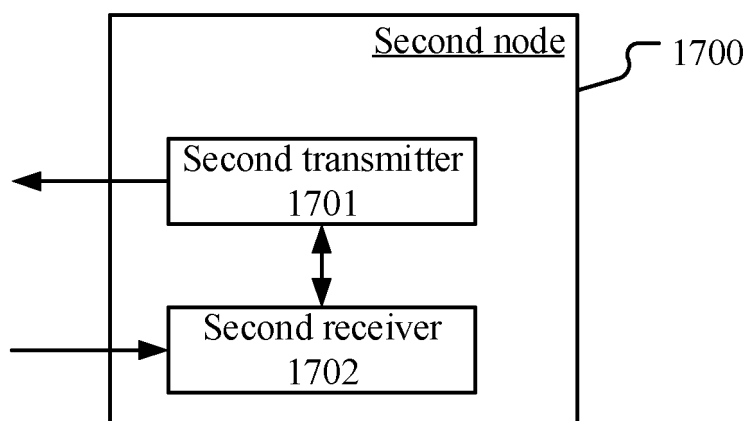 Second node
1700
Second transmitter
1701
Second receiver
1702